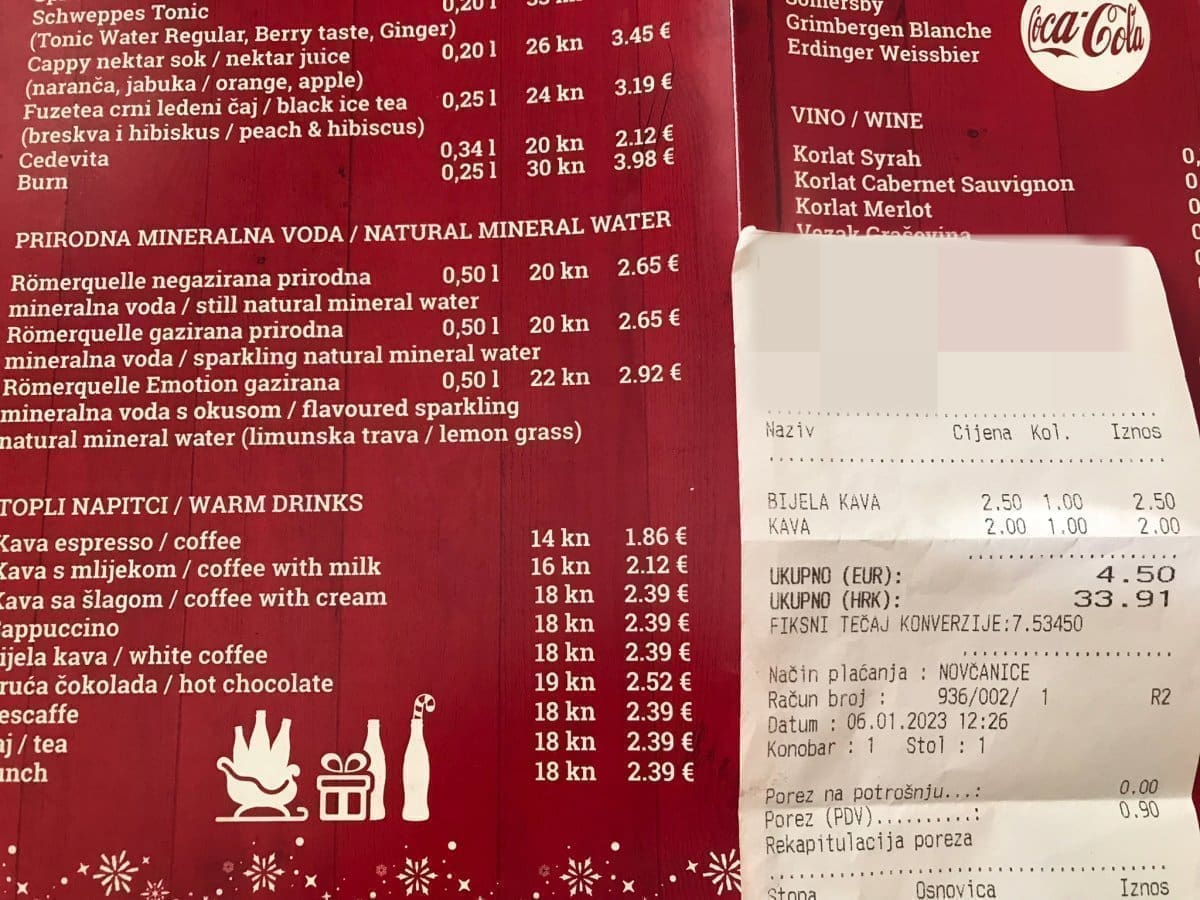 Schweppes Tonic 0,20 l
(Tonic Water Regular, Berry taste, Ginger)
Cappy nektar sok / nektar juice 0,20 l 26 kn 3.45 €
(naranča, jabuka / orange, apple)
Fuzetea crni ledeni čaj / black ice tea 0,25 l 24 kn 3.19 €
(breskva i hibiskus / peach & hibiscus)
Cedevita 0,34 l 20 kn 2.12 €
Burn 0,25 l 30 kn 3.98 €
PRIRODNA MINERALNA VODA / NATURAL MINERAL WATER
Römerquelle negazirana prirodna 0,50 l 20 kn 2.65 €
mineralna voda / still natural mineral water
Römerquelle gazirana prirodna 0,50 l 20 kn 2.65 €
mineralna voda / sparkling natural mineral water
Römerquelle Emotion gazirana 0,50 l 22 kn 2.92 €
mineralna voda s okusom / flavoured sparkling
natural mineral water (limunska trava / lemon grass)
TOPLI NAPITCI / WARM DRINKS
Kava espresso / coffee 14 kn 1.86 €
Kava s mlijekom / coffee with milk 16 kn 2.12 €
Kava sa šlagom / coffee with cream 18 kn 2.39 €
appuccino 18 kn 2.39 €
ijela kava / white coffee 18 kn 2.39 €
ruća čokolada / hot chocolate 19 kn 2.52 €
escaffe 18 kn 2.39 €
aj / tea 18 kn 2.39 €
unch 18 kn 2.39 €
Somersby
Grimbergen Blanche
Erdinger Weissbier
Coca-Cola
VINO / WINE
Korlat Syrah 0,
Korlat Cabernet Sauvignon 0
Korlat Merlot 0
Naziv Cijena Kol. Iznos
BIJELA KAVA 2.50 1.00 2.50
KAVA 2.00 1.00 2.00
UKUPNO (EUR): 4.50
UKUPNO (HRK): 33.91
FIKSNI TEČAJ KONVERZIJE:7.53450
Način plaćanja : NOVČANICE
Račun broj : 936/002/ 1 R2
Datum : 06.01.2023 12:26
Konobar : 1 Stol : 1
Porez na potrošnju...: 0.00
Porez (PDV)..........: 0.90
Rekapitulacija poreza
Stopa Osnovica Iznos